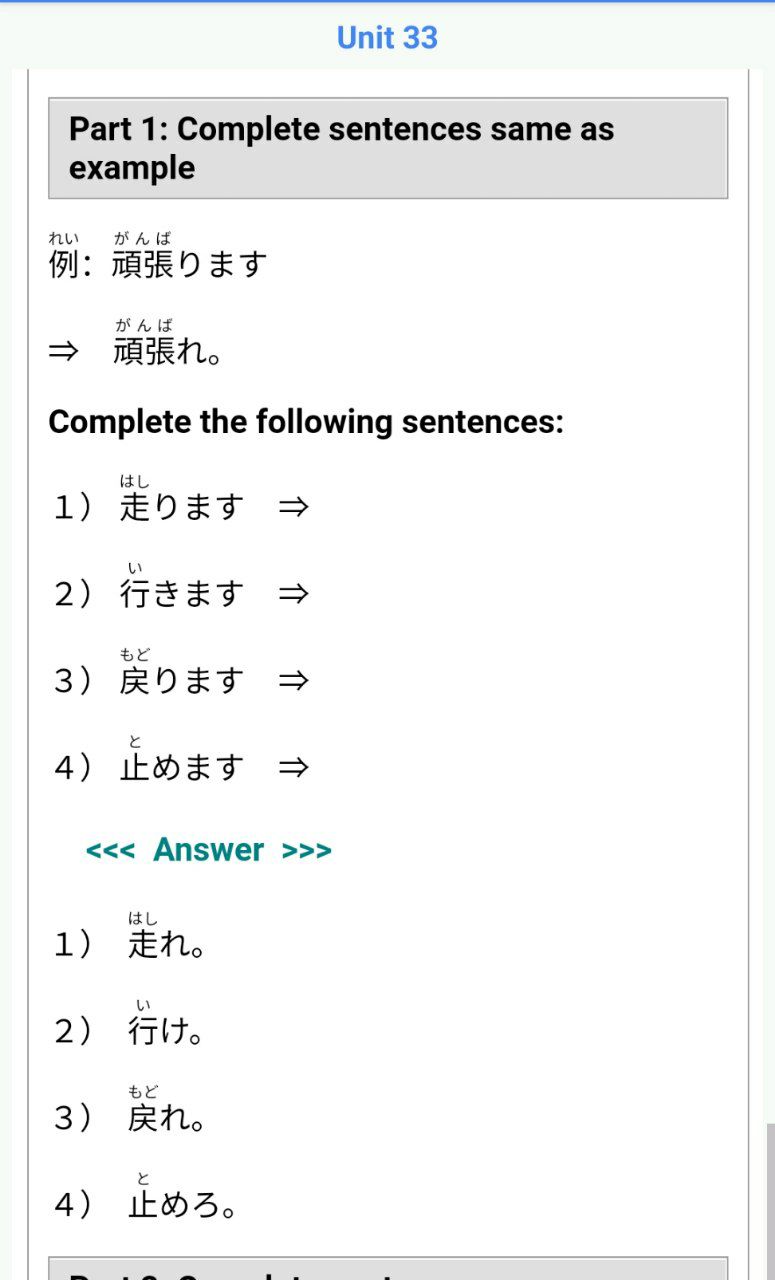 Unit 33
Part 1: Complete sentences same as
example
れい がんば
例：頑張ります
がんば
⇒ 頑張れ。
Complete the following sentences:
はし
１） 走ります ⇒
い
２） 行きます ⇒
もど
３） 戻ります ⇒
と
４） 止めます ⇒
<<< Answer >>>
はし
１） 走れ。
い
２） 行け。
もど
３） 戻れ。
と
４） 止めろ。